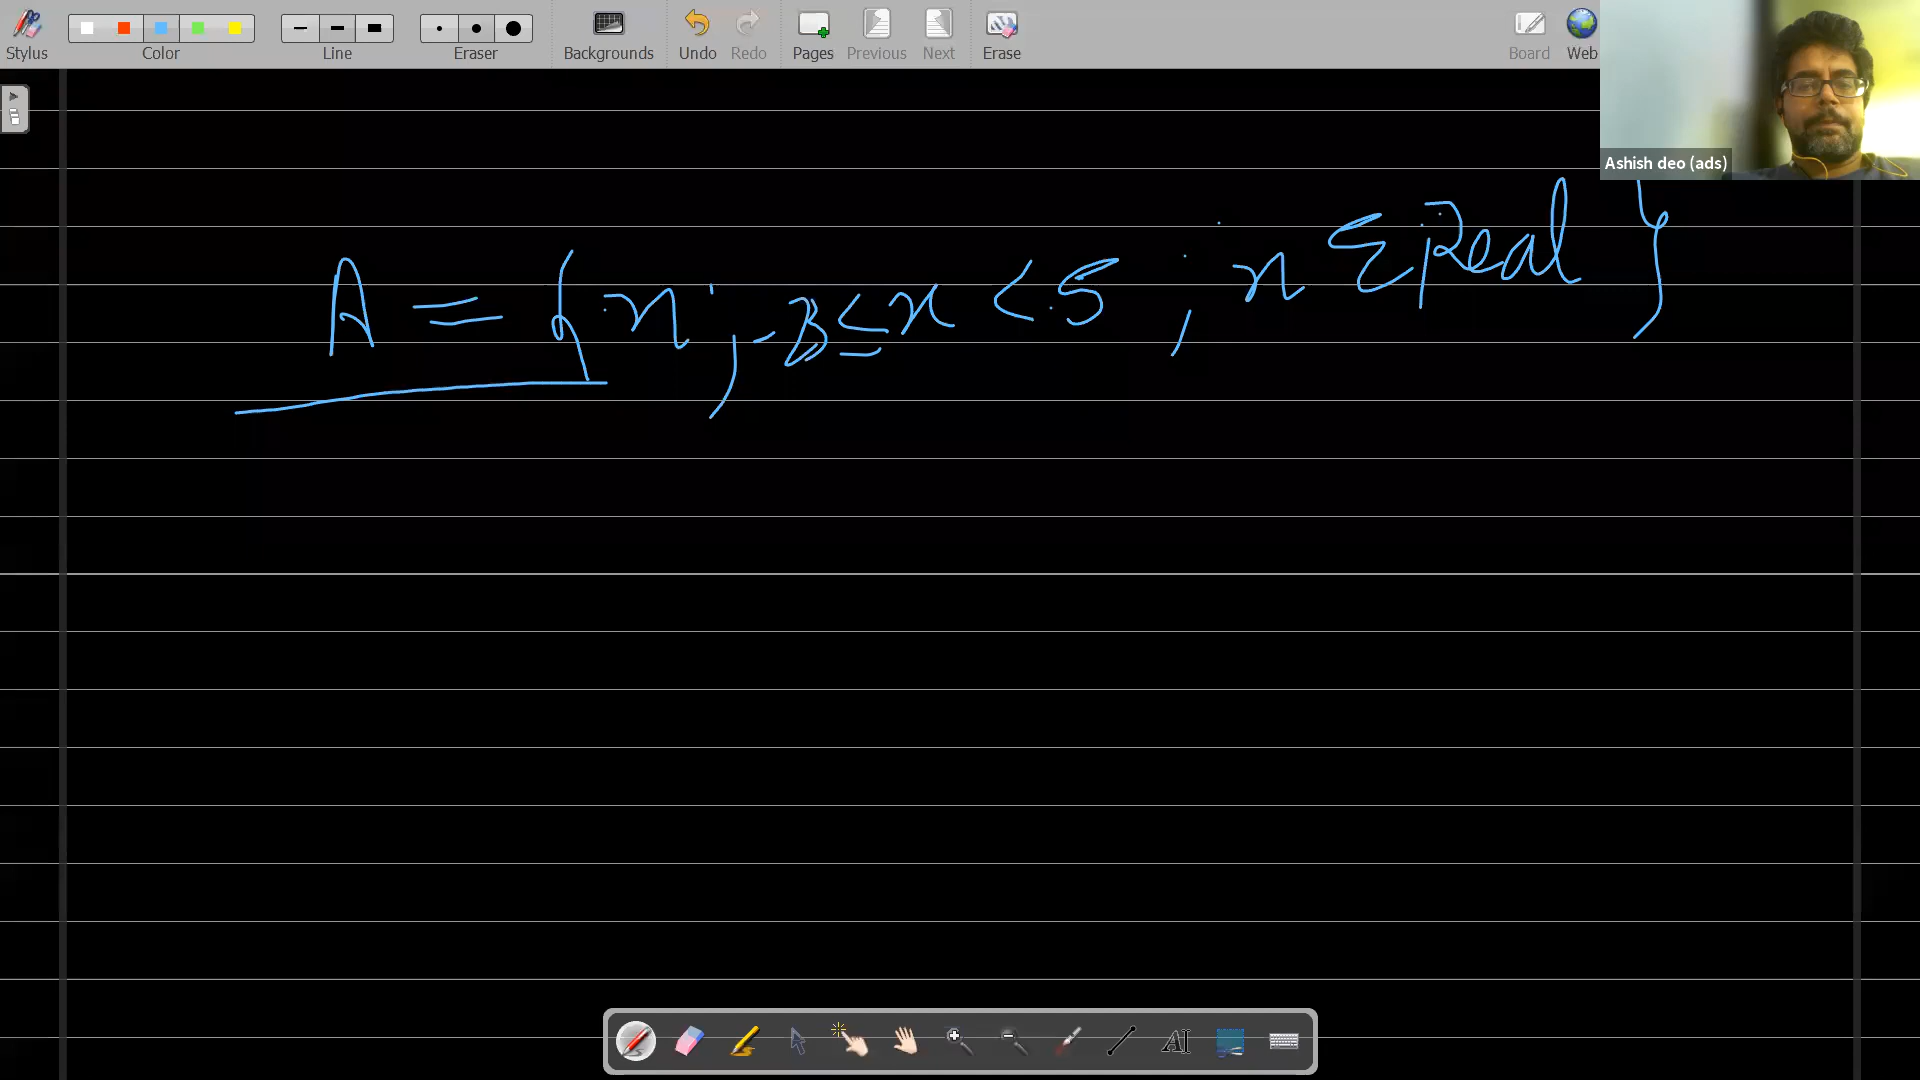 Stylus Color Line Eraser Backgrounds Undo Redo Pages Previous Next Erase Board Web
Ashish deo (ads)
A = { x ; -3 ≤ x < 5 ; x ∈ Real }
AI